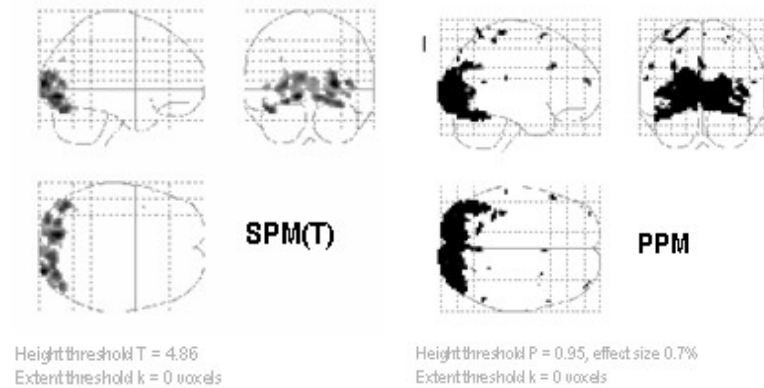 SPM(T)
Height threshold T = 4.86
Extent threshold k = 0 voxels
PPM
Height threshold P = 0.95, effect size 0.7%
Extent threshold k = 0 voxels